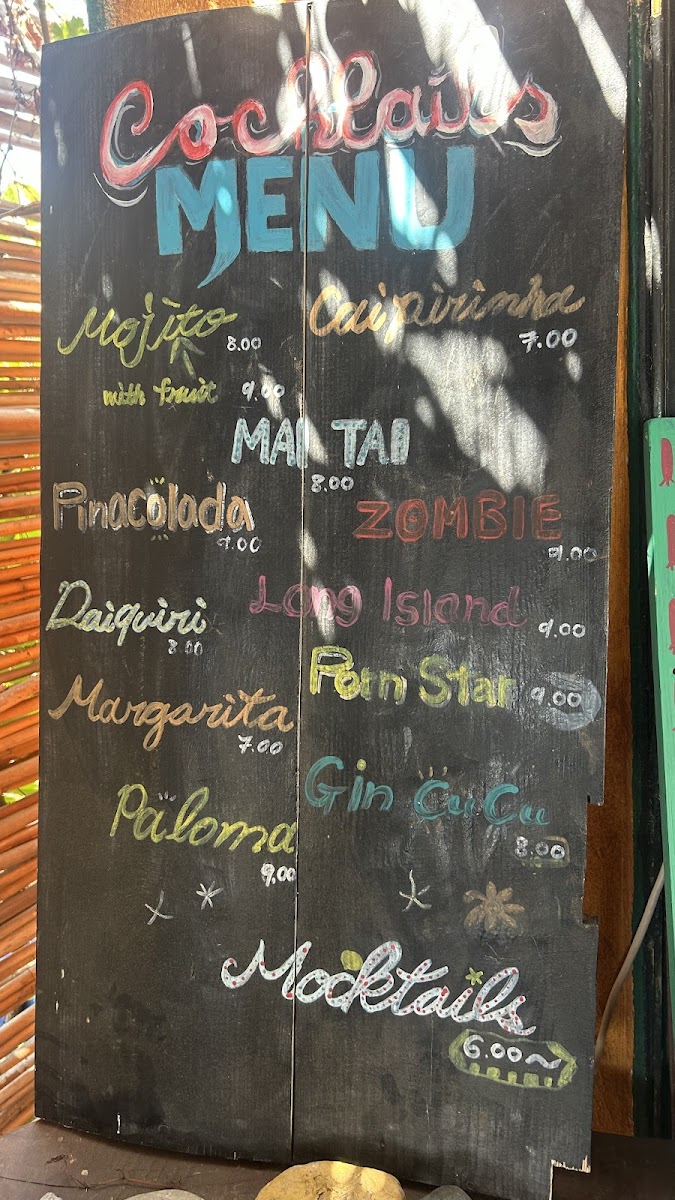 Cocktails
MENU
Mojito 8.00
with fruit 9.00
Caipirinha
7.00
MAI TAI
8.00
Pinacolada
9.00
ZOMBIE
9.00
Daiquiri
8.00
Long Island 9.00
Porn Star 9.00
Margarita
7.00
Gin CuCu
8.00
Paloma
9.00
Mocktails
6.00~